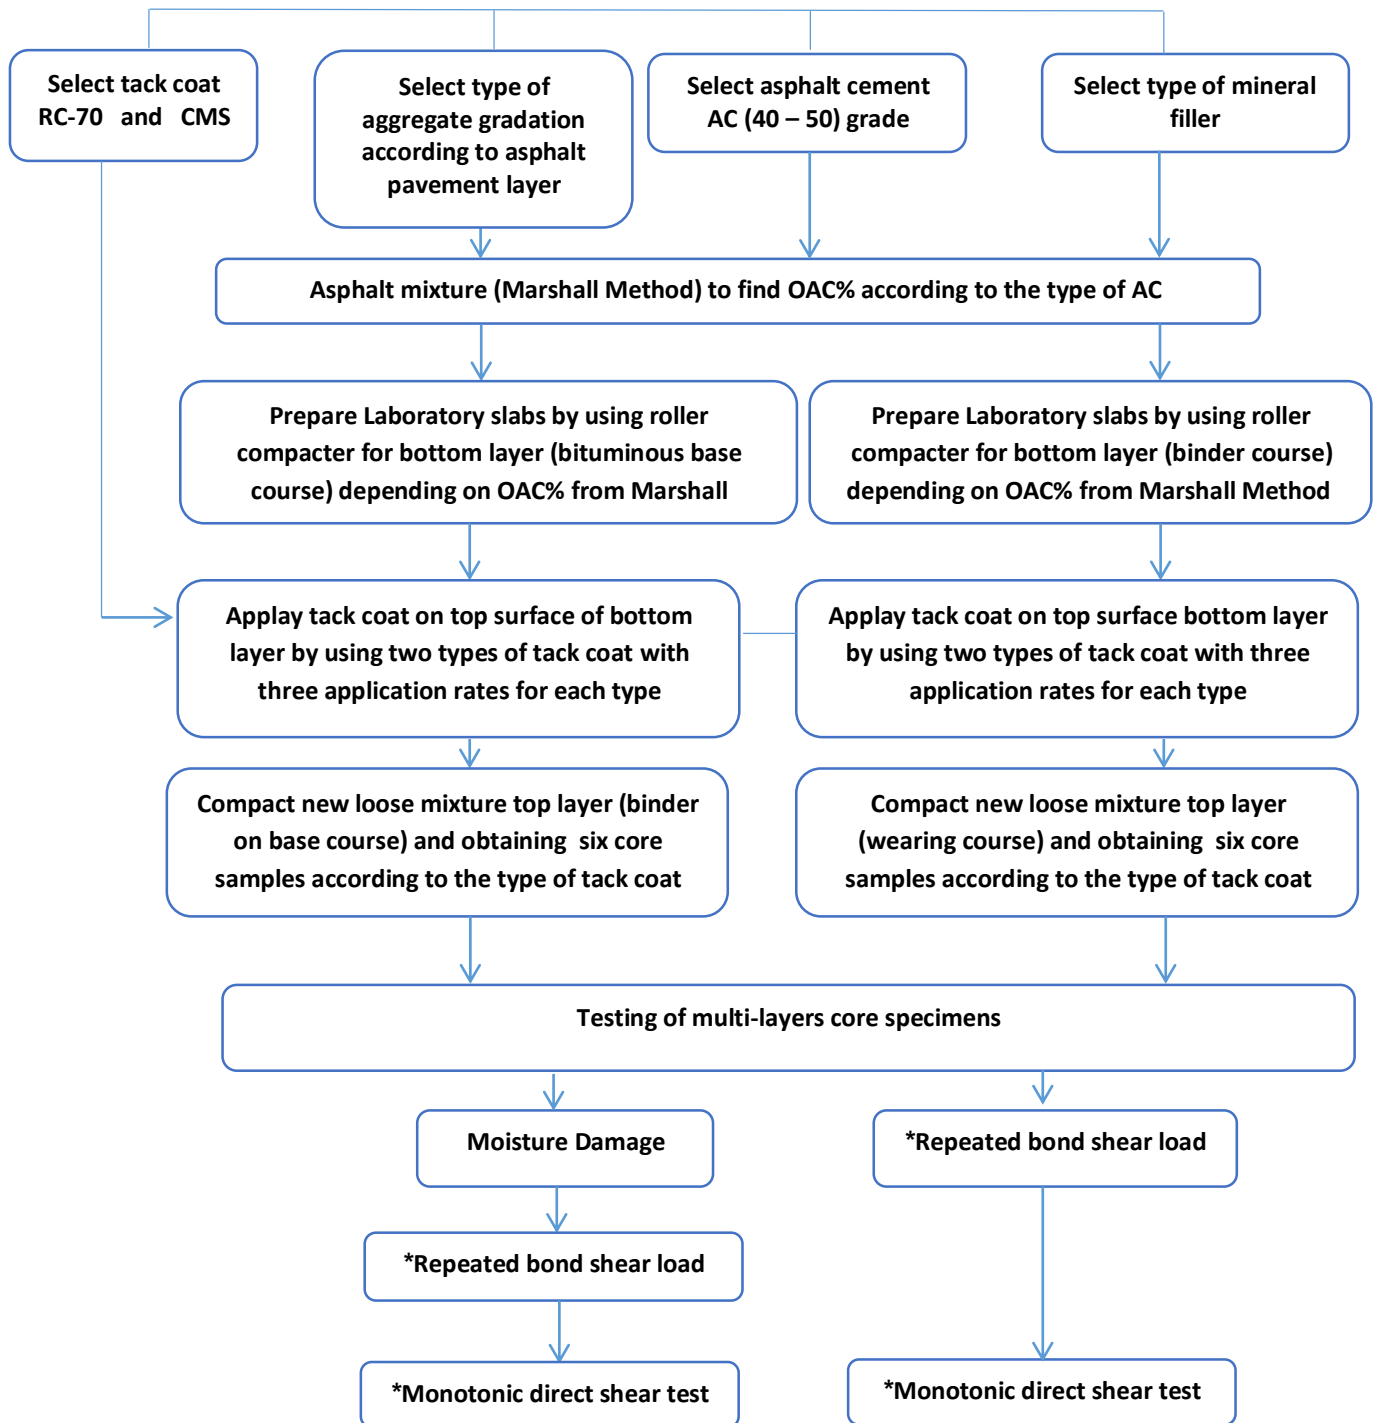 Select tack coat
RC-70 and CMS
Select type of
aggregate gradation
according to asphalt
pavement layer
Select asphalt cement
AC (40 – 50) grade
Select type of mineral
filler
Asphalt mixture (Marshall Method) to find OAC% according to the type of AC
Prepare Laboratory slabs by using roller
compacter for bottom layer (bituminous base
course) depending on OAC% from Marshall
Prepare Laboratory slabs by using roller
compacter for bottom layer (binder course)
depending on OAC% from Marshall Method
Applay tack coat on top surface of bottom
layer by using two types of tack coat with
three application rates for each type
Applay tack coat on top surface bottom layer
by using two types of tack coat with three
application rates for each type
Compact new loose mixture top layer (binder
on base course) and obtaining six core
samples according to the type of tack coat
Compact new loose mixture top layer
(wearing course) and obtaining six core
samples according to the type of tack coat
Testing of multi-layers core specimens
Moisture Damage
*Repeated bond shear load
*Repeated bond shear load
*Monotonic direct shear test
*Monotonic direct shear test